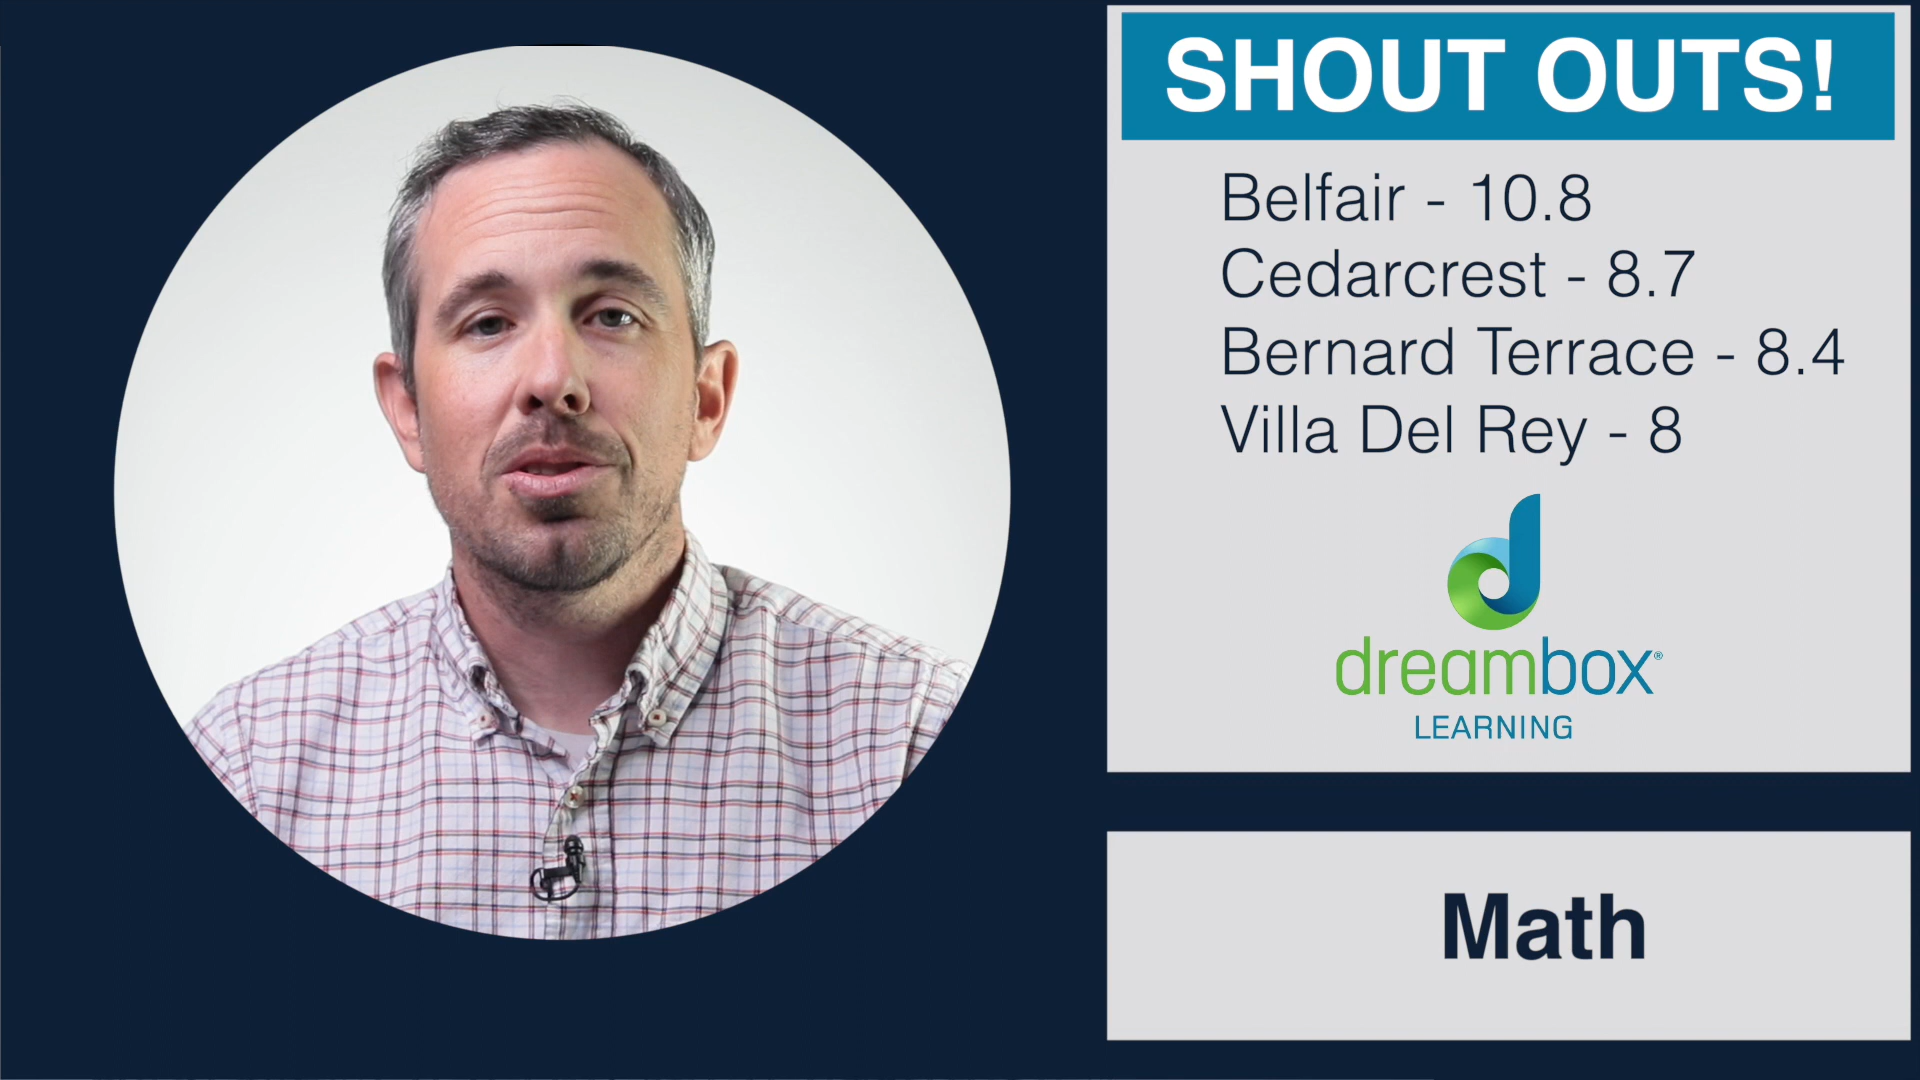 SHOUT OUTS!
Belfair - 10.8
Cedarcrest - 8.7
Bernard Terrace - 8.4
Villa Del Rey - 8
dreambox®
LEARNING
Math